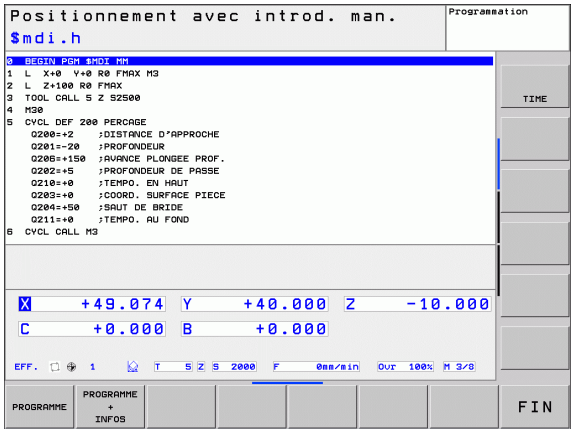 Positionnement avec introd. man.
$mdi.h
Programmation
0 BEGIN PGM $MDI MM
1 L X+0 Y+0 R0 FMAX M3
2 L Z+100 R0 FMAX
3 TOOL CALL 5 Z S2500
4 M30
5 CYCL DEF 200 PERCAGE
Q200=+2 ;DISTANCE D'APPROCHE
Q201=-20 ;PROFONDEUR
Q206=+150 ;AVANCE PLONGEE PROF.
Q202=+5 ;PROFONDEUR DE PASSE
Q210=+0 ;TEMPO. EN HAUT
Q203=+0 ;COORD. SURFACE PIECE
Q204=+50 ;SAUT DE BRIDE
Q211=+0 ;TEMPO. AU FOND
6 CYCL CALL M3
TIME
X +49.074 Y +40.000 Z -10.000
C +0.000 B +0.000
EFF. 1 T 5 Z S 2000 F 0mm/min Ovr 100% M 3/8
PROGRAMME
PROGRAMME
+
INFOS
FIN